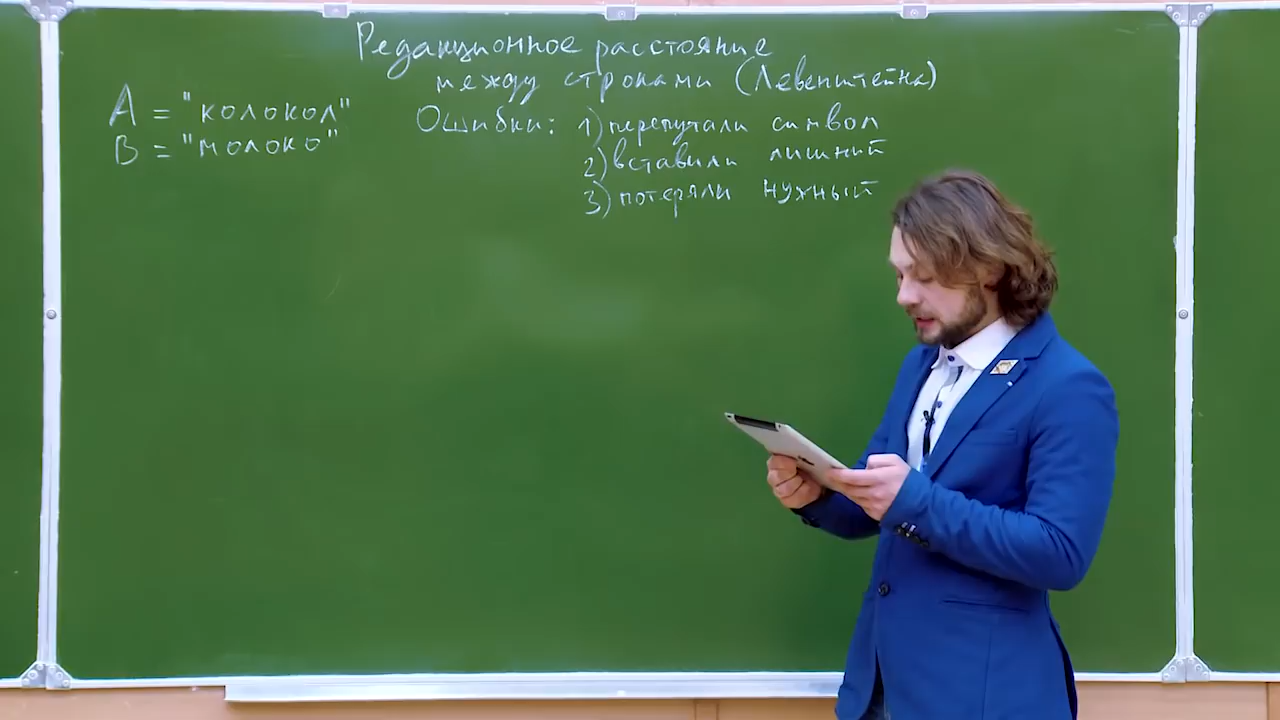 Редакционное расстояние
между строками (Левенштейна)
A = "колокол"
B = "молоко"
Ошибки: 1) перепутали символ
2) вставили лишний
3) потеряли нужный